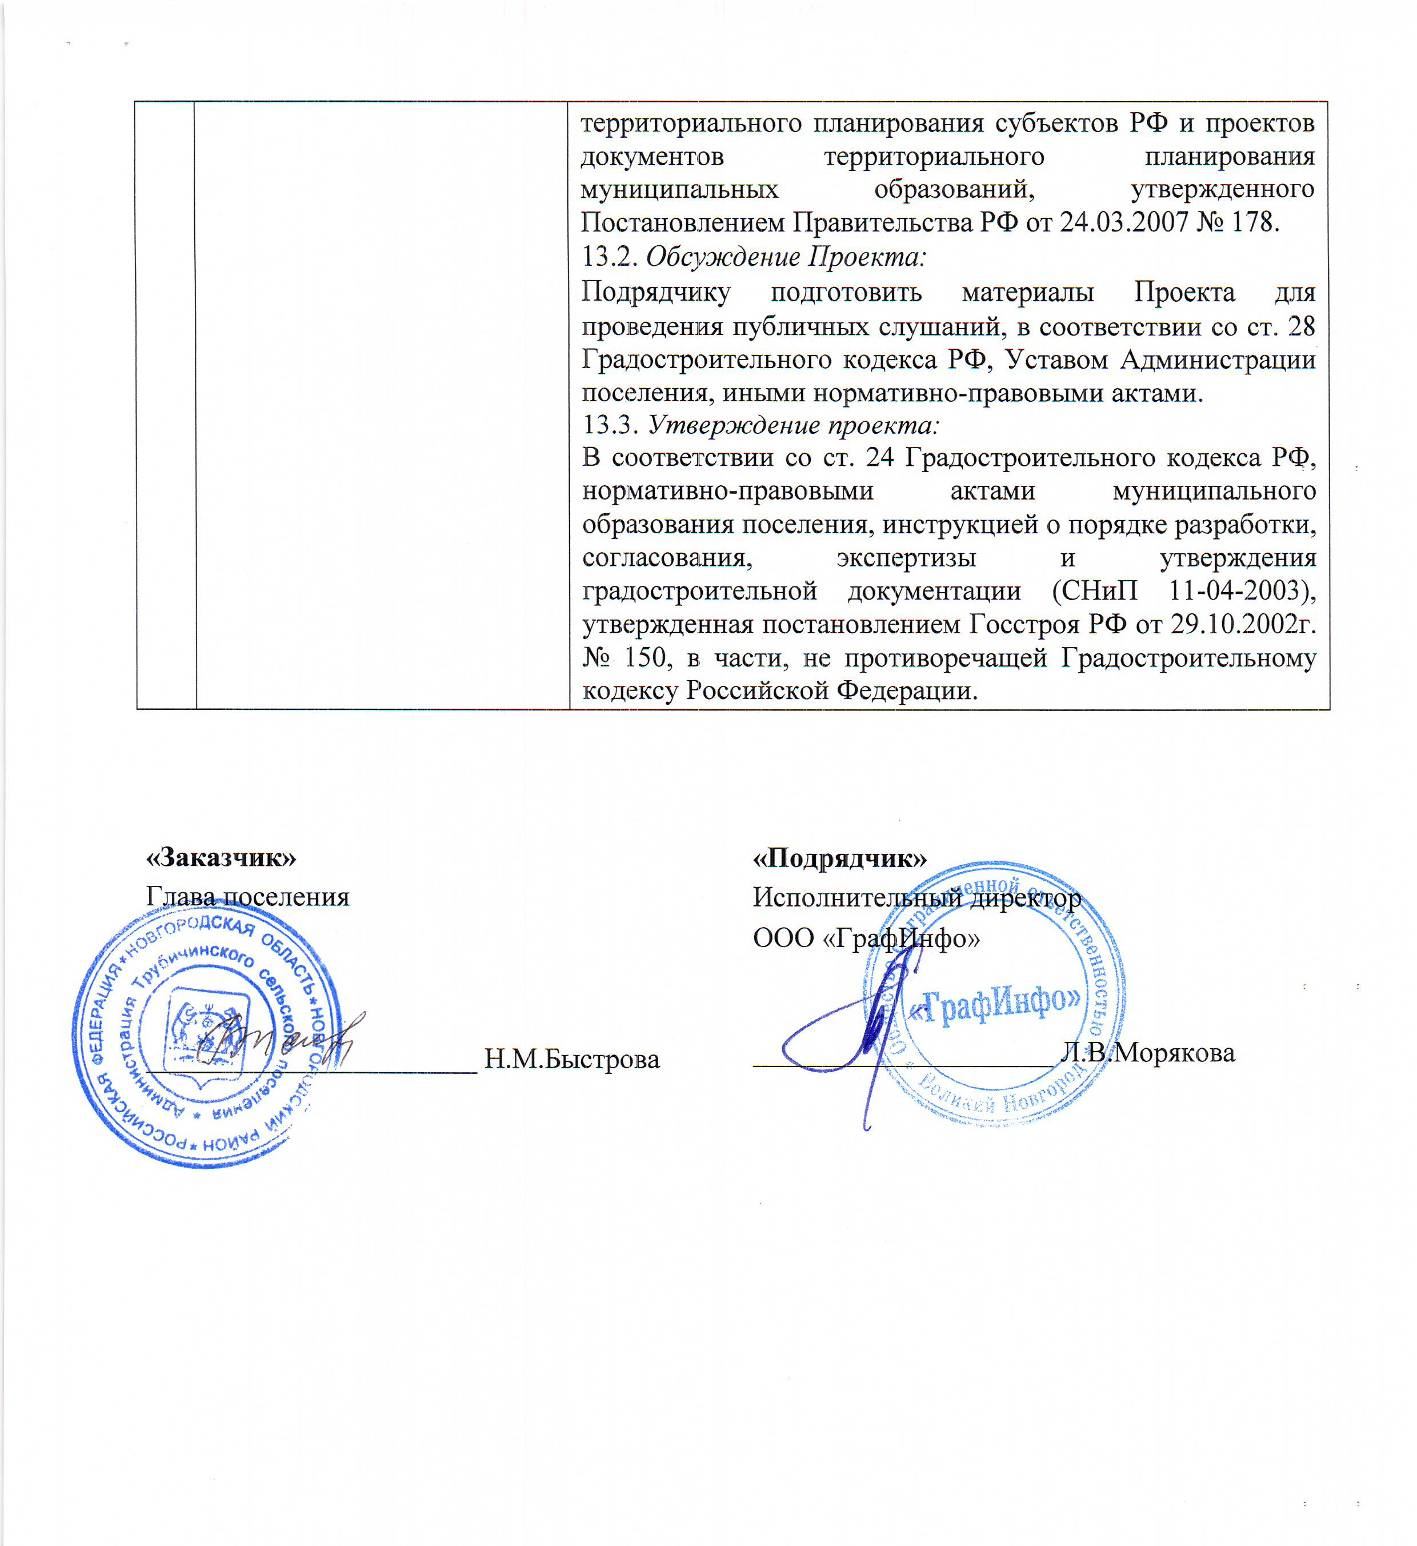 территориального планирования субъектов РФ и проектов
документов территориального планирования
муниципальных образований, утвержденного
Постановлением Правительства РФ от 24.03.2007 № 178.
13.2. Обсуждение Проекта:
Подрядчику подготовить материалы Проекта для
проведения публичных слушаний, в соответствии со ст. 28
Градостроительного кодекса РФ, Уставом Администрации
поселения, иными нормативно-правовыми актами.
13.3. Утверждение проекта:
В соответствии со ст. 24 Градостроительного кодекса РФ,
нормативно-правовыми актами муниципального
образования поселения, инструкцией о порядке разработки,
согласования, экспертизы и утверждения
градостроительной документации (СНиП 11-04-2003),
утвержденная постановлением Госстроя РФ от 29.10.2002г.
№ 150, в части, не противоречащей Градостроительному
кодексу Российской Федерации.
«Заказчик»
Глава поселения
РОССИЙСКАЯ ФЕДЕРАЦИЯ * НОВГОРОДСКАЯ ОБЛАСТЬ * НОВГОРОДСКИЙ РАЙОН *
Администрация Трубичинского сельского поселения *
Н.М.Быстрова
«Подрядчик»
Исполнительный директор
ООО «ГрафИнфо»
ограниченной ответственностью *
«ГрафИнфо»
* Великий Новгород *
Л.В.Морякова